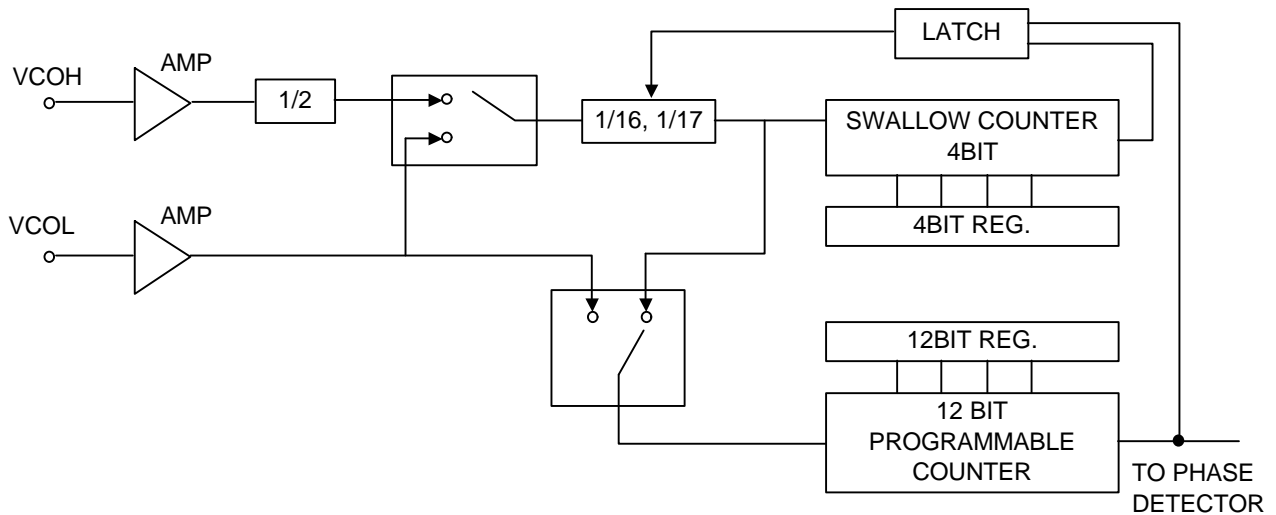 LATCH
AMP
VCOH
1/2
1/16, 1/17
SWALLOW COUNTER
4BIT
AMP
VCOL
4BIT REG.
12BIT REG.
12 BIT
PROGRAMMABLE
COUNTER
TO PHASE
DETECTOR